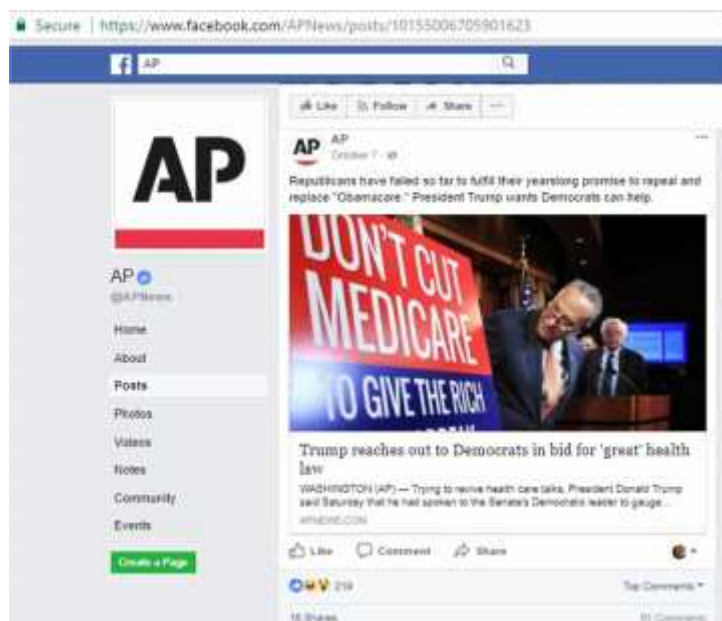 Secure | https://www.facebook.com/APNews/posts/10155006705901623
f AP
Like Follow Share
AP
AP AP
October 7
Republicans have failed so far to fulfill their yearslong promise to repeal and
replace "Obamacare." President Trump wants Democrats can help.
DON'T CUT
MEDICARE
TO GIVE THE RICH
AP
@APNews
Home
About
Posts
Photos
Videos
Notes
Community
Events
Create a Page
Trump reaches out to Democrats in bid for 'great' health
law
WASHINGTON (AP) — Trying to revive health care talks, President Donald Trump
said Saturday that he had spoken to the Senate's Democratic leader to gauge...
APNEWS.COM
Like Comment Share
219 Top Comments
Shares Comments